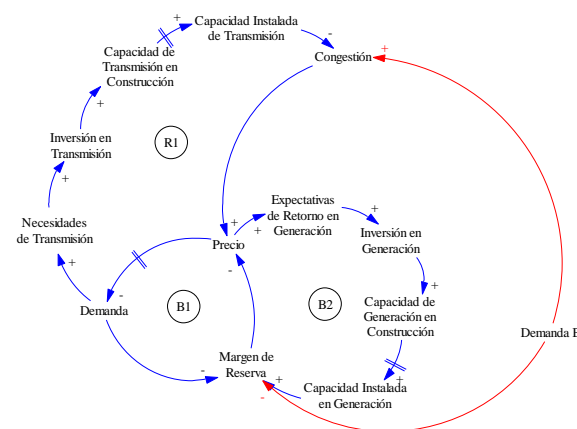 Capacidad Instalada
de Transmisión
Capacidad de
Transmisión en
Construcción
Congestión
Inversión en
Transmisión
R1
Expectativas
de Retorno en
Generación
Necesidades
de Transmisión
Precio
Inversión en
Generación
Demanda
B1
B2
Capacidad de
Generación en
Construcción
Demanda E
Margen de
Reserva
Capacidad Instalada
en Generación
+
-
+
+
+
+
+
+
+
+
-
-
-
+
+
+
-